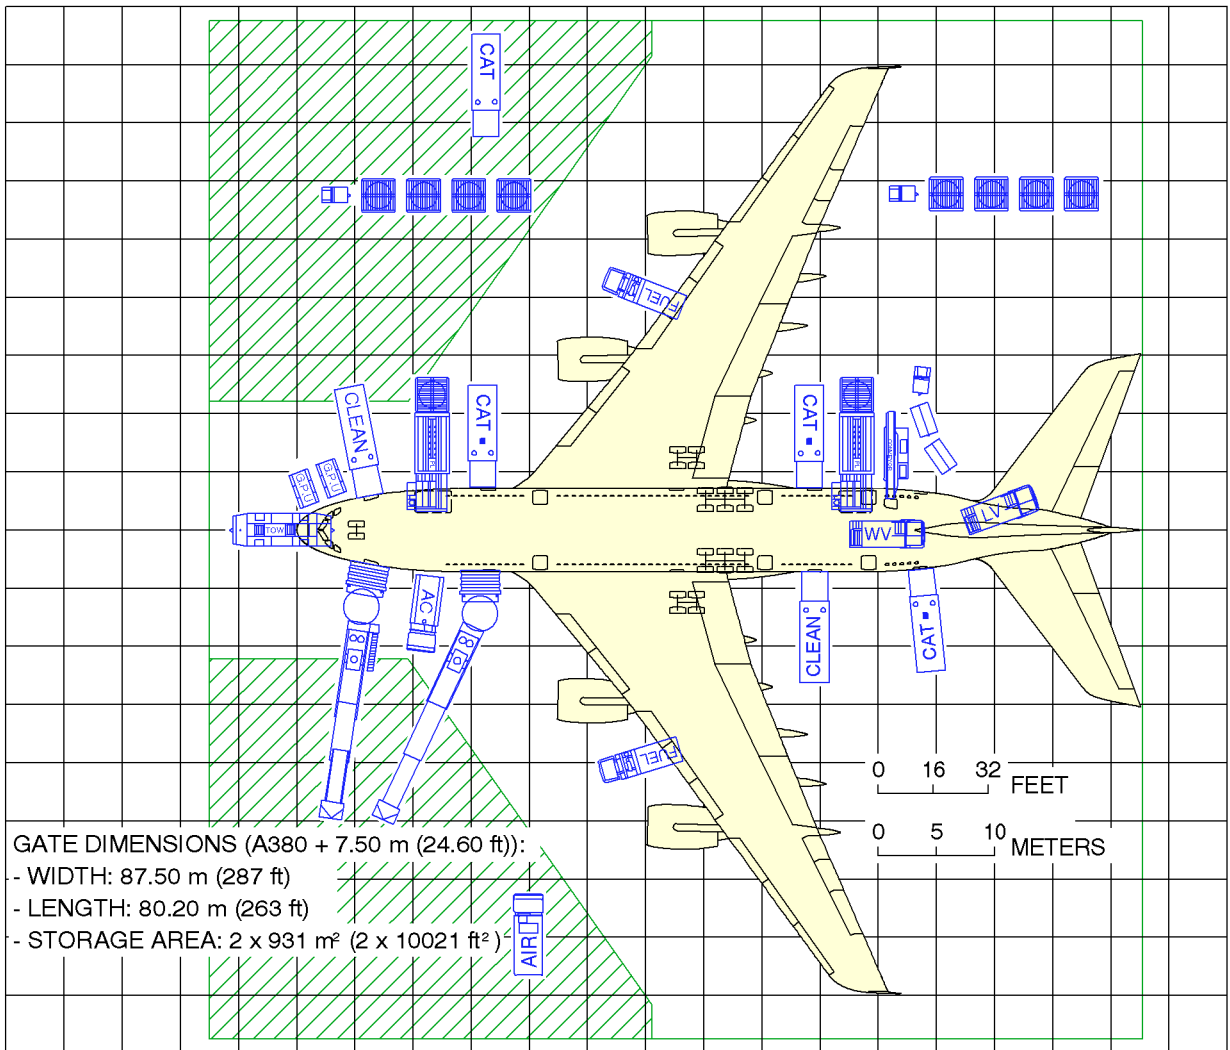 CAT
FUEL
CLEAN
CAT
CAT
G.P.U
G.P.U
CONVEYOR
TOW
LV
WV
AC
CLEAN
CAT
FUEL
0 16 32 FEET
0 5 10 METERS
GATE DIMENSIONS (A380 + 7.50 m (24.60 ft)):
- WIDTH: 87.50 m (287 ft)
- LENGTH: 80.20 m (263 ft)
- STORAGE AREA: 2 x 931 m² (2 x 10021 ft²)
AIR